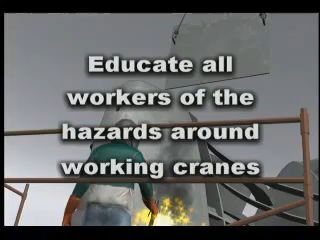 Educate all
workers of the
hazards around
working cranes